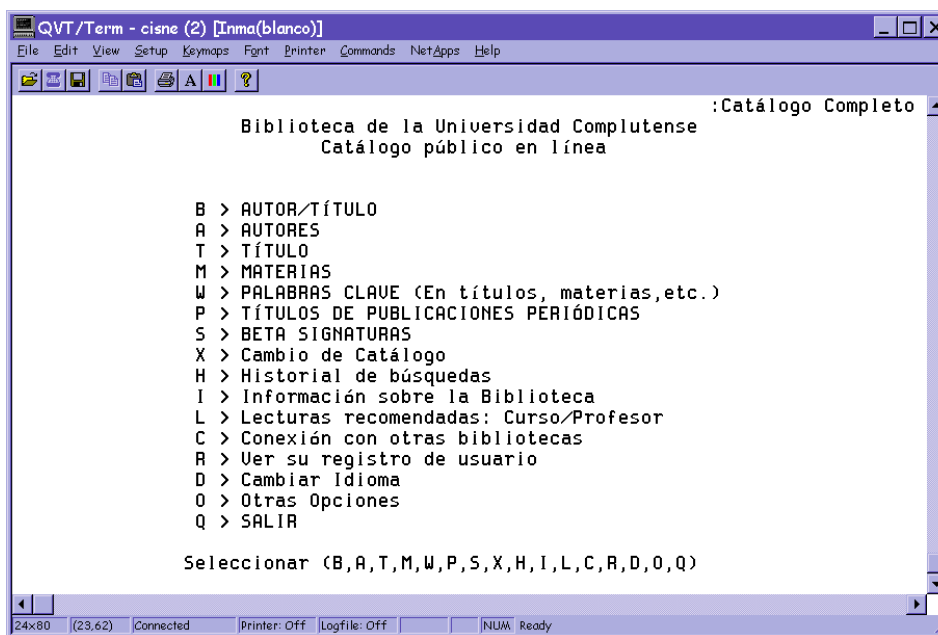 QVT/Term - cisne (2) [Inma(blanco)]
File Edit View Setup Keymaps Font Printer Commands NetApps Help
:Catálogo Completo
Biblioteca de la Universidad Complutense
Catálogo público en línea
B > AUTOR/TÍTULO
A > AUTORES
T > TÍTULO
M > MATERIAS
W > PALABRAS CLAVE (En títulos, materias,etc.)
P > TÍTULOS DE PUBLICACIONES PERIÓDICAS
S > BETA SIGNATURAS
X > Cambio de Catálogo
H > Historial de búsquedas
I > Información sobre la Biblioteca
L > Lecturas recomendadas: Curso/Profesor
C > Conexión con otras bibliotecas
R > Ver su registro de usuario
D > Cambiar Idioma
O > Otras Opciones
Q > SALIR
Seleccionar (B,A,T,M,W,P,S,X,H,I,L,C,R,D,O,Q)
24x80 (23,62) Connected Printer: Off Logfile: Off NUM Ready